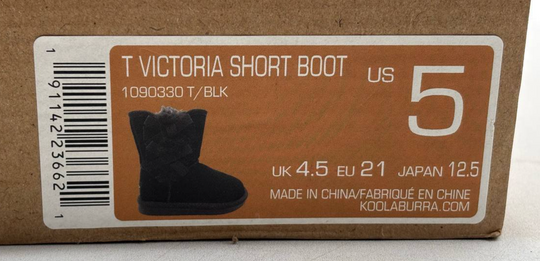 T VICTORIA SHORT BOOT
1090330 T/BLK
US 5
UK 4.5 EU 21 JAPAN 12.5
MADE IN CHINA/FABRIQUÉ EN CHINE
KOOLABURRA.COM
1 91142 23662 1